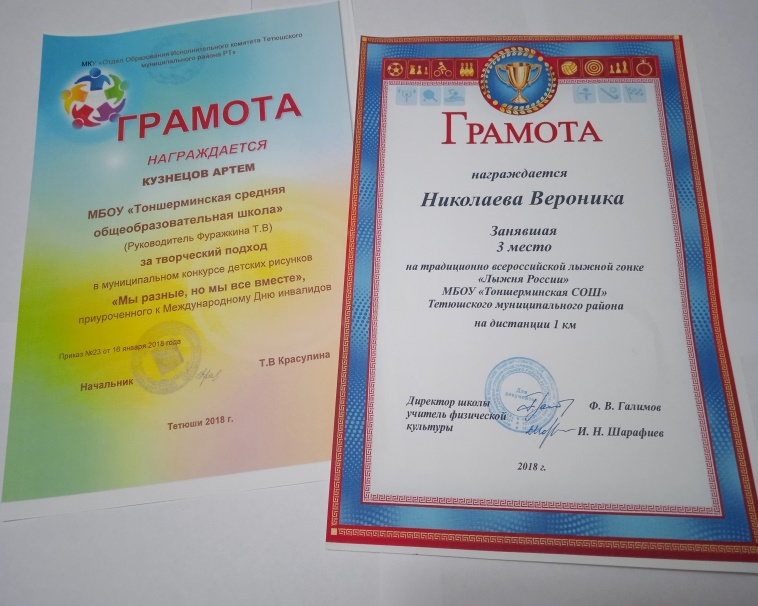 МКУ «Отдел Образования Исполнительного комитета Тетюшского
муниципального района РТ»
ГРАМОТА
НАГРАЖДАЕТСЯ
КУЗНЕЦОВ АРТЕМ
МБОУ «Тоншерминская средняя
общеобразовательная школа»
(Руководитель Фуражкина Т.В)
за творческий подход
в муниципальном конкурсе детских рисунков
«Мы разные, но мы все вместе»,
приуроченного к Международному Дню инвалидов
Приказ №23 от 16 января 2018 года
Начальник
Т.В Красулина
Тетюши 2018 г.
ГРАМОТА
награждается
Николаева Вероника
Занявшая
3 место
на традиционно всероссийской лыжной гонке
«Лыжня России»
МБОУ «Тоншерминская СОШ»
Тетюшского муниципального района
на дистанции 1 км
Для
документов
Директор школы Ф. В. Галимов
учитель физической
культуры И. Н. Шарафиев
2018 г.